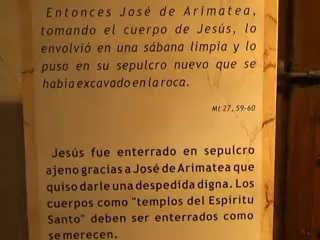 Entonces José de Arimatea,
tomando el cuerpo de Jesús, lo
envolvió en una sábana limpia y lo
puso en su sepulcro nuevo que se
había excavado en la roca.
Mt 27, 59-60
Jesús fue enterrado en sepulcro
ajeno gracias a José de Arimatea que
quiso darle una despedida digna. Los
cuerpos como "templos del Espíritu
Santo" deben ser enterrados como
se merecen.